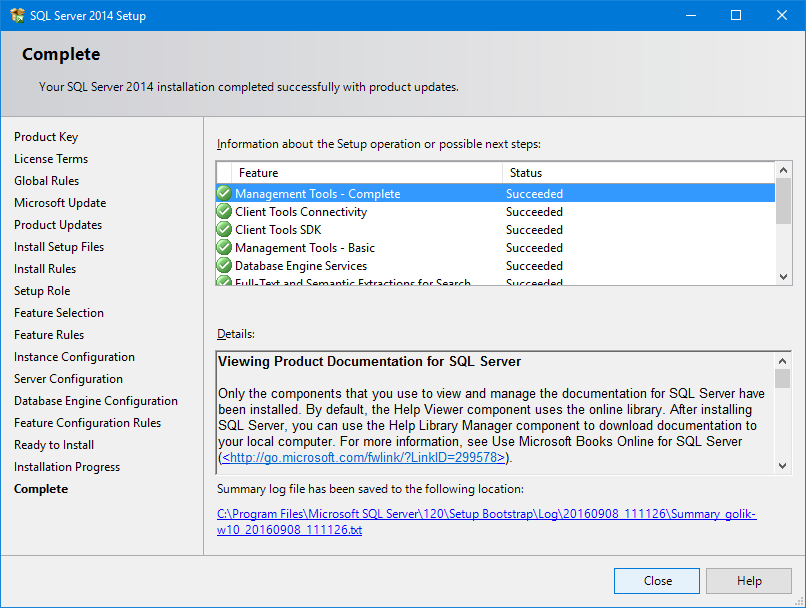 SQL Server 2014 Setup
Complete
Your SQL Server 2014 installation completed successfully with product updates.
Product Key
License Terms
Global Rules
Microsoft Update
Product Updates
Install Setup Files
Install Rules
Setup Role
Feature Selection
Feature Rules
Instance Configuration
Server Configuration
Database Engine Configuration
Feature Configuration Rules
Ready to Install
Installation Progress
Complete
Information about the Setup operation or possible next steps:
Feature Status
Management Tools - Complete Succeeded
Client Tools Connectivity Succeeded
Client Tools SDK Succeeded
Management Tools - Basic Succeeded
Database Engine Services Succeeded
Full-Text and Semantic Extractions for Search Succeeded
Details:
Viewing Product Documentation for SQL Server
Only the components that you use to view and manage the documentation for SQL Server have
been installed. By default, the Help Viewer component uses the online library. After installing
SQL Server, you can use the Help Library Manager component to download documentation to
your local computer. For more information, see Use Microsoft Books Online for SQL Server
(<http://go.microsoft.com/fwlink/?LinkID=299578>).
Summary log file has been saved to the following location:
C:\Program Files\Microsoft SQL Server\120\Setup Bootstrap\Log\20160908_111126\Summary_golik-
w10_20160908_111126.txt
Close
Help